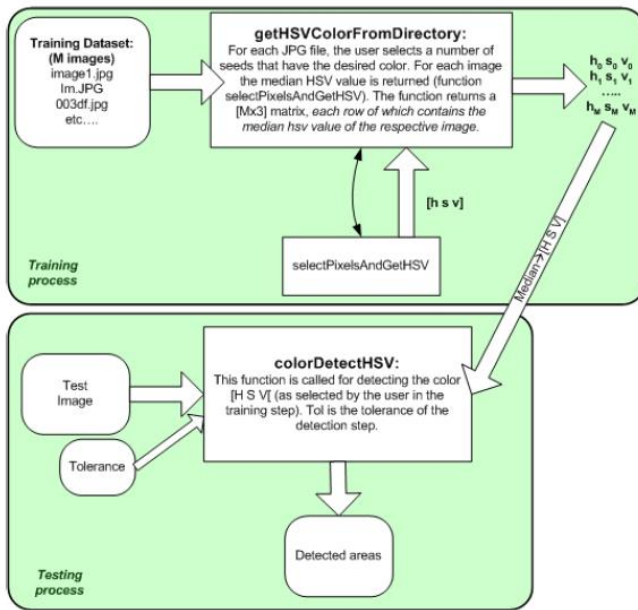 Training Dataset:
(M images)
image1.jpg
Im.JPG
003df.jpg
etc….
getHSVColorFromDirectory:
For each JPG file, the user selects a number of
seeds that have the desired color. For each image
the median HSV value is returned (function
selectPixelsAndGetHSV). The function returns a
[Mx3] matrix, each row of which contains the
median hsv value of the respective image.
h₀ s₀ v₀
h₁ s₁ v₁
…..
hM sM vM
[h s v]
selectPixelsAndGetHSV
Training
process
Median→[H S V]
colorDetectHSV:
This function is called for detecting the color
[H S V[ (as selected by the user in the
training step). Tol is the tolerance of the
detection step.
Test
Image
Tolerance
Detected areas
Testing
process